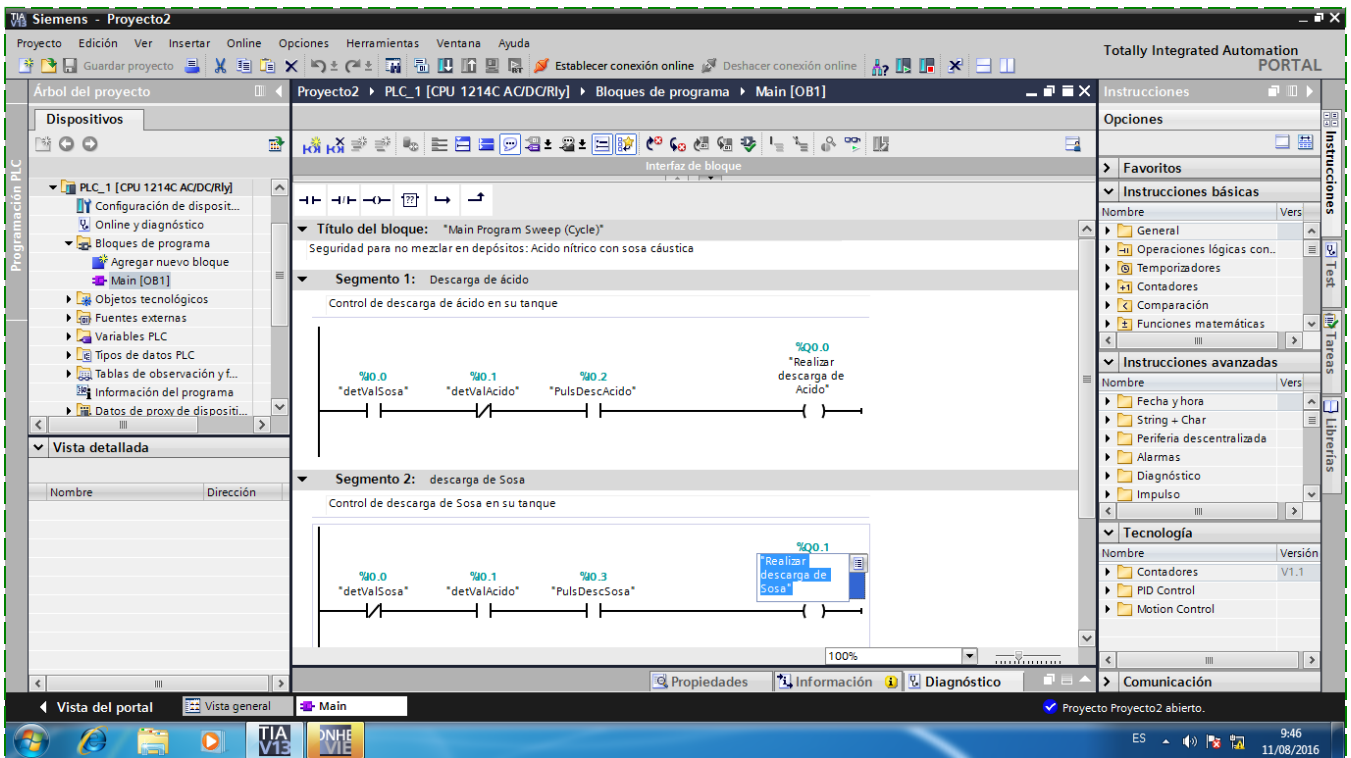 Siemens - Proyecto2
Proyecto Edición Ver Insertar Online Opciones Herramientas Ventana Ayuda
Totally Integrated Automation
PORTAL
Guardar proyecto
Establecer conexión online
Deshacer conexión online
Árbol del proyecto
Proyecto2 PLC_1 [CPU 1214C AC/DC/Rly] Bloques de programa Main [OB1]
Instrucciones
Dispositivos
Opciones
Programación PLC
PLC_1 [CPU 1214C AC/DC/Rly]
Configuración de disposit...
Online y diagnóstico
Bloques de programa
Agregar nuevo bloque
Main [OB1]
Objetos tecnológicos
Fuentes externas
Variables PLC
Tipos de datos PLC
Tablas de observación y f...
Información del programa
Datos de proxy de dispositi...
Vista detallada
Nombre Dirección
Interfaz de bloque
Título del bloque: "Main Program Sweep (Cycle)"
Seguridad para no mezclar en depósitos: Acido nítrico con sosa cáustica
Segmento 1: Descarga de ácido
Control de descarga de ácido en su tanque
%Q0.0
"Realizar
descarga de
Acido"
%I0.0 %I0.1 %I0.2
"detValSosa" "detValAcido" "PulsDescAcido"
Segmento 2: descarga de Sosa
Control de descarga de Sosa en su tanque
%Q0.1
"Realizar
descarga de
Sosa"
%I0.0 %I0.1 %I0.3
"detValSosa" "detValAcido" "PulsDescSosa"
100%
Propiedades Información Diagnóstico
Favoritos
Instrucciones básicas
Nombre Vers
General
Operaciones lógicas con..
Temporizadores
Contadores
Comparación
Funciones matemáticas
Instrucciones avanzadas
Nombre Vers
Fecha y hora
String + Char
Periferia descentralizada
Alarmas
Diagnóstico
Impulso
Tecnología
Nombre Versión
Contadores V1.1
PID Control
Motion Control
Comunicación
Instrucciones
Test
Tareas
Librerías
Vista del portal
Vista general
Main
Proyecto Proyecto2 abierto.
TIA
V13
ES
9:46
11/08/2016